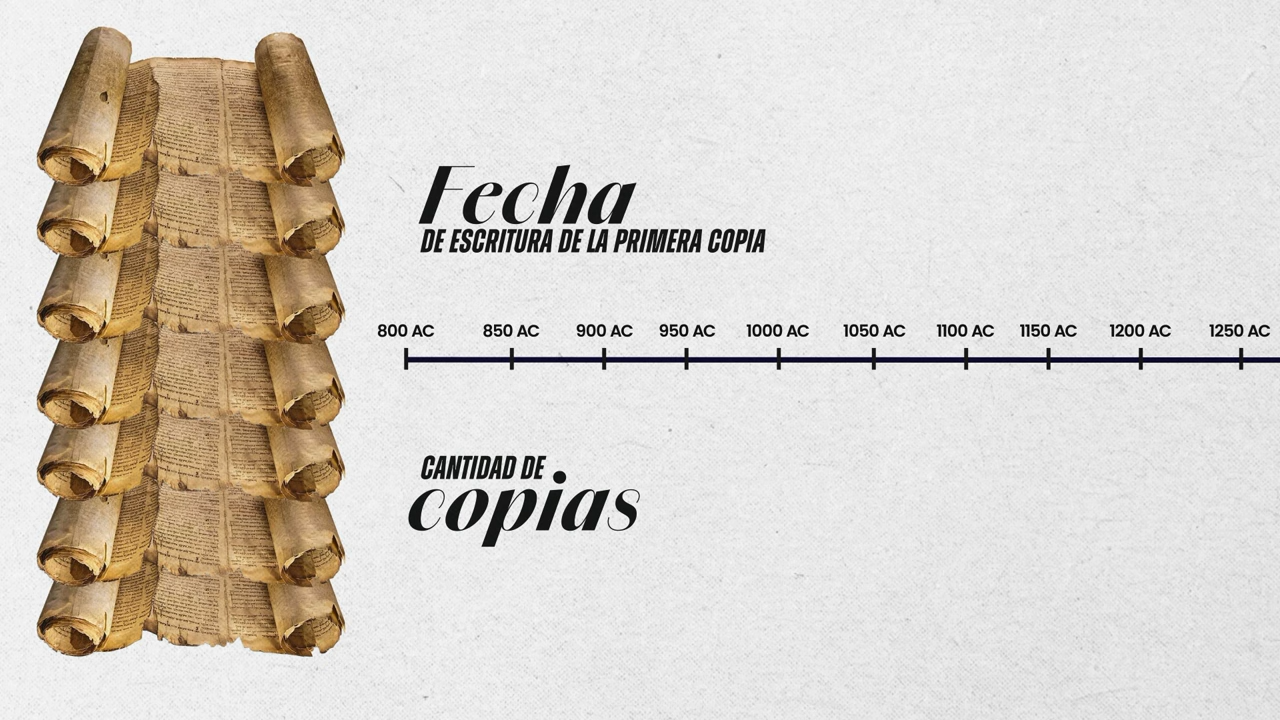 Fecha
DE ESCRITURA DE LA PRIMERA COPIA
800 AC 850 AC 900 AC 950 AC 1000 AC 1050 AC 1100 AC 1150 AC 1200 AC 1250 AC
CANTIDAD DE
copias